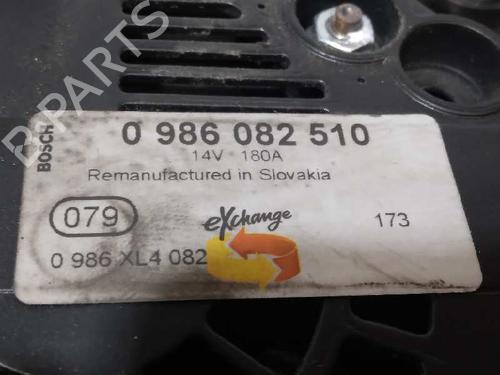 B PARTS
BOSCH
0 986 082 510
14V 180A
Remanufactured in Slovakia
079
eXchange
173
0 986 XL4 082